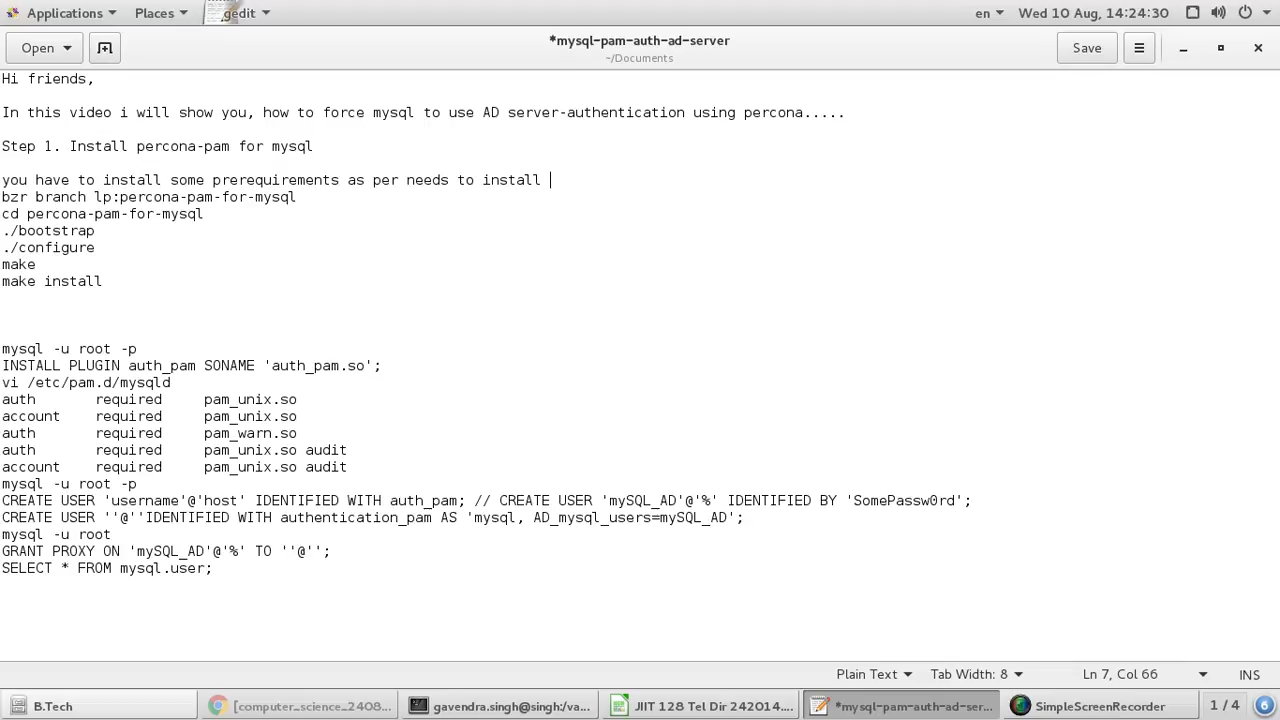 Applications Places gedit en Wed 10 Aug, 14:24:30
Open *mysql-pam-auth-ad-server Save
~/Documents
Hi friends,
In this video i will show you, how to force mysql to use AD server-authentication using percona.....
Step 1. Install percona-pam for mysql
you have to install some prerequirements as per needs to install
bzr branch lp:percona-pam-for-mysql
cd percona-pam-for-mysql
./bootstrap
./configure
make
make install
mysql -u root -p
INSTALL PLUGIN auth_pam SONAME 'auth_pam.so';
vi /etc/pam.d/mysqld
auth required pam_unix.so
account required pam_unix.so
auth required pam_warn.so
auth required pam_unix.so audit
account required pam_unix.so audit
mysql -u root -p
CREATE USER 'username'@'host' IDENTIFIED WITH auth_pam; // CREATE USER 'mySQL_AD'@'%' IDENTIFIED BY 'SomePassw0rd';
CREATE USER ''@''IDENTIFIED WITH authentication_pam AS 'mysql, AD_mysql_users=mySQL_AD';
mysql -u root
GRANT PROXY ON 'mySQL_AD'@'%' TO ''@'';
SELECT * FROM mysql.user;
Plain Text Tab Width: 8 Ln 7, Col 66 INS
B.Tech [computer_science_2408... gavendra.singh@singh:/va... JIIT 128 Tel Dir 242014.... *mysql-pam-auth-ad-ser... SimpleScreenRecorder 1 / 4 6